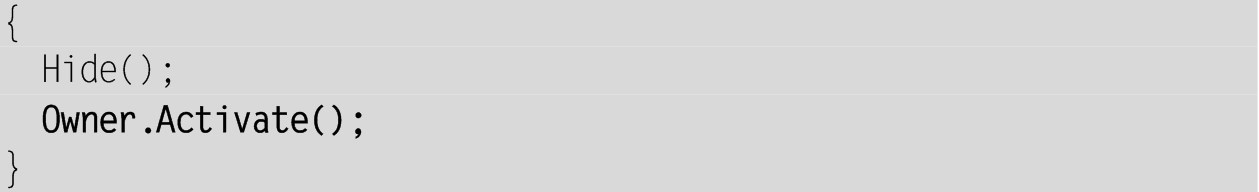 {
  Hide();
  Owner.Activate();
}